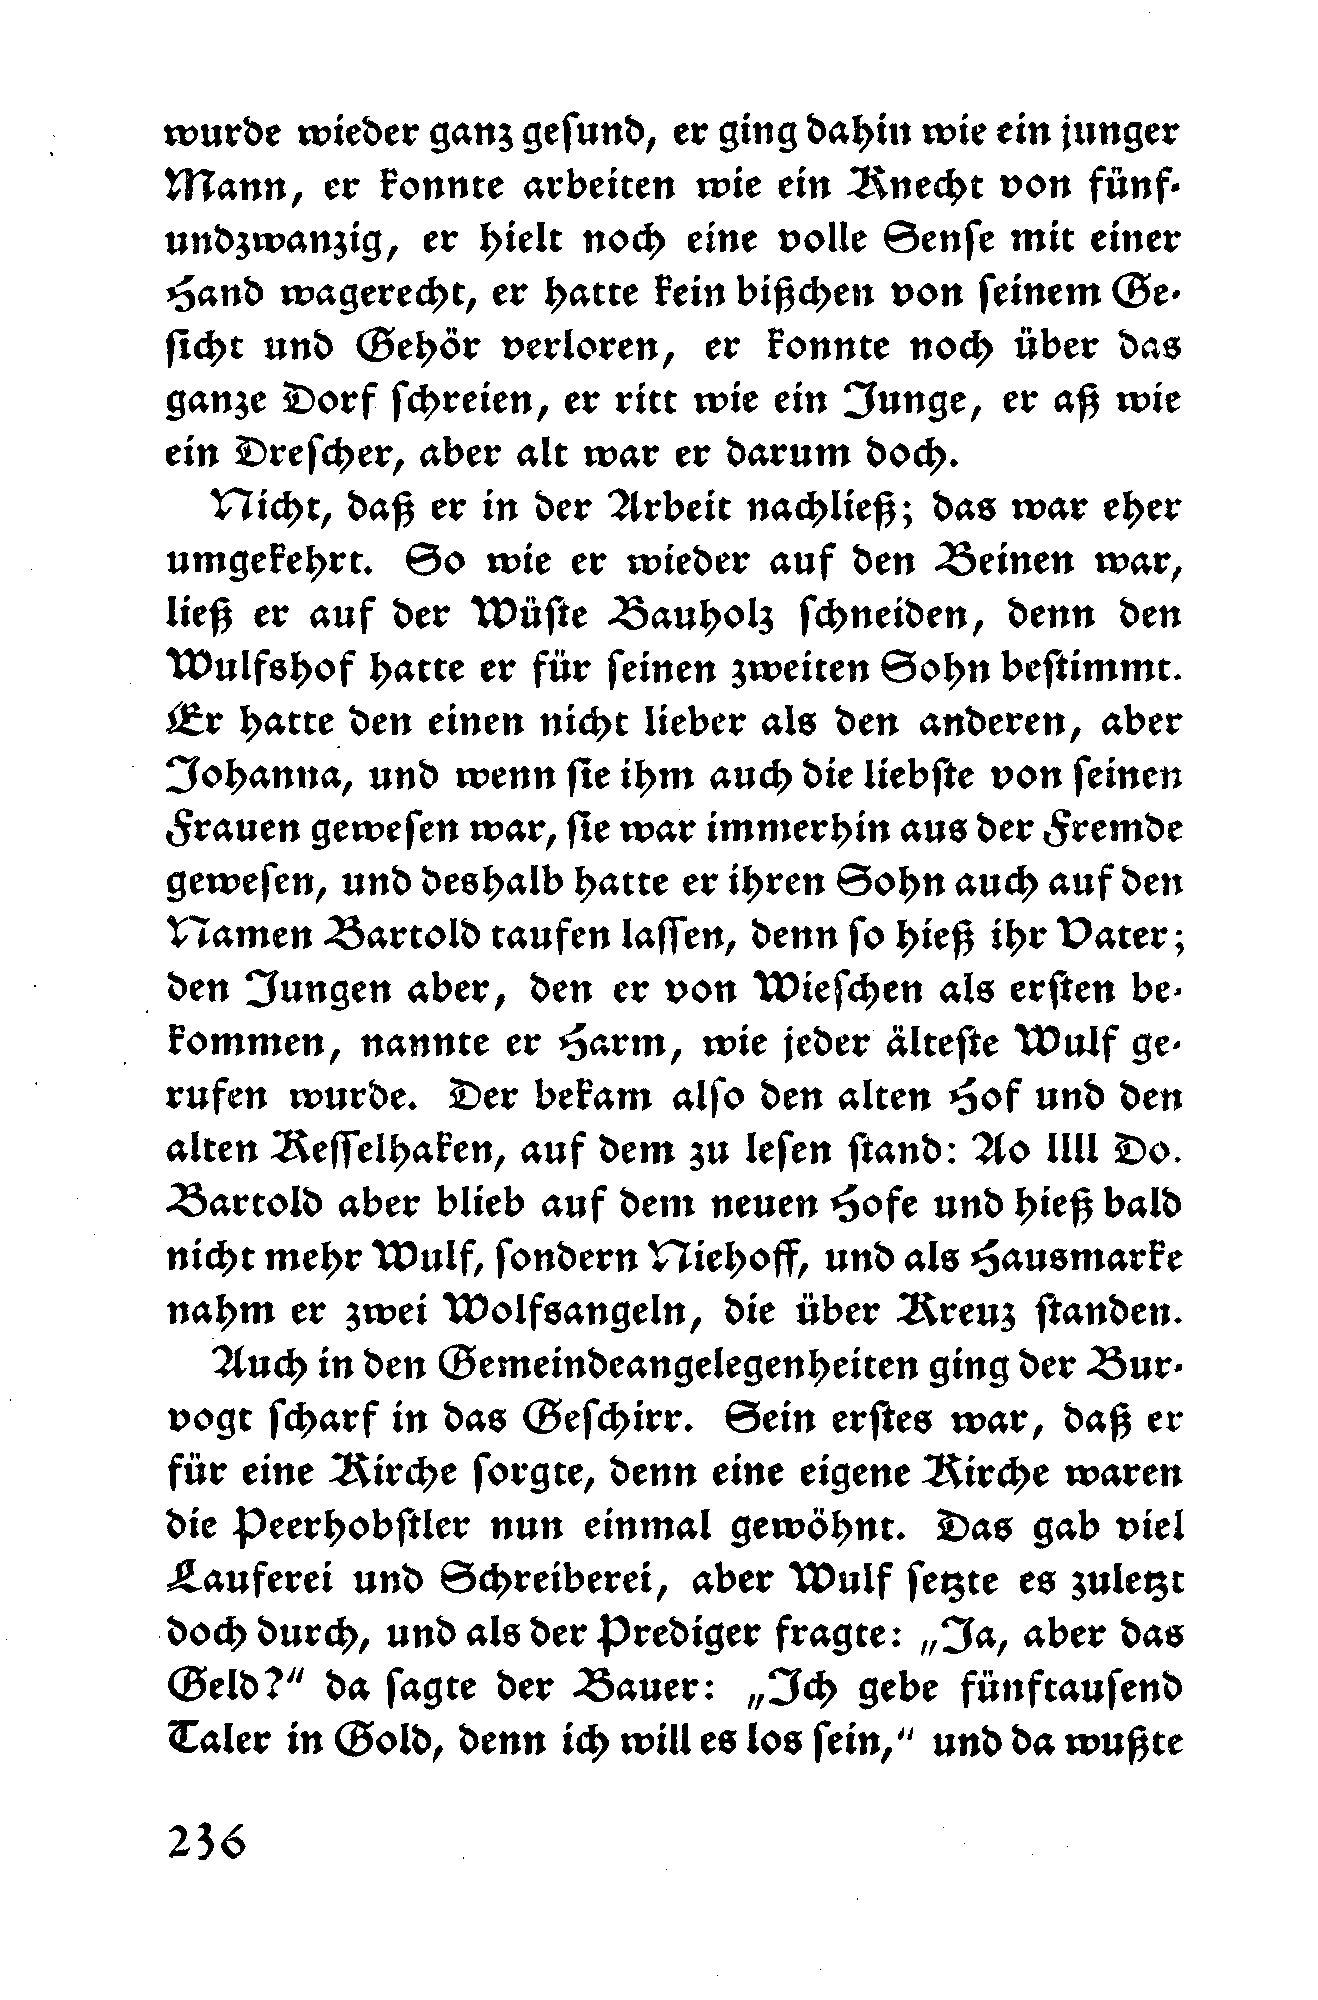 wurde wieder ganz gesund, er ging dahin wie ein junger
Mann, er konnte arbeiten wie ein Knecht von fünf-
undzwanzig, er hielt noch eine volle Sense mit einer
Hand wagerecht, er hatte kein bißchen von seinem Ge-
sicht und Gehör verloren, er konnte noch über das
ganze Dorf schreien, er ritt wie ein Junge, er aß wie
ein Drescher, aber alt war er darum doch.
Nicht, daß er in der Arbeit nachließ; das war eher
umgekehrt. So wie er wieder auf den Beinen war,
ließ er auf der Wüste Bauholz schneiden, denn den
Wulfshof hatte er für seinen zweiten Sohn bestimmt.
Er hatte den einen nicht lieber als den anderen, aber
Johanna, und wenn sie ihm auch die liebste von seinen
Frauen gewesen war, sie war immerhin aus der Fremde
gewesen, und deshalb hatte er ihren Sohn auch auf den
Namen Bartold taufen lassen, denn so hieß ihr Vater;
den Jungen aber, den er von Wieschen als ersten be-
kommen, nannte er Harm, wie jeder älteste Wulf ge-
rufen wurde. Der bekam also den alten Hof und den
alten Kesselhaken, auf dem zu lesen stand: Ao llll Do.
Bartold aber blieb auf dem neuen Hofe und hieß bald
nicht mehr Wulf, sondern Niehoff, und als Hausmarke
nahm er zwei Wolfsangeln, die über Kreuz standen.
Auch in den Gemeindeangelegenheiten ging der Bur-
vogt scharf in das Geschirr. Sein erstes war, daß er
für eine Kirche sorgte, denn eine eigene Kirche waren
die Peerhobstler nun einmal gewöhnt. Das gab viel
Lauferei und Schreiberei, aber Wulf setzte es zuletzt
doch durch, und als der Prediger fragte: „Ja, aber das
Geld?“ da sagte der Bauer: „Ich gebe fünftausend
Taler in Gold, denn ich will es los sein,“ und da wußte
236